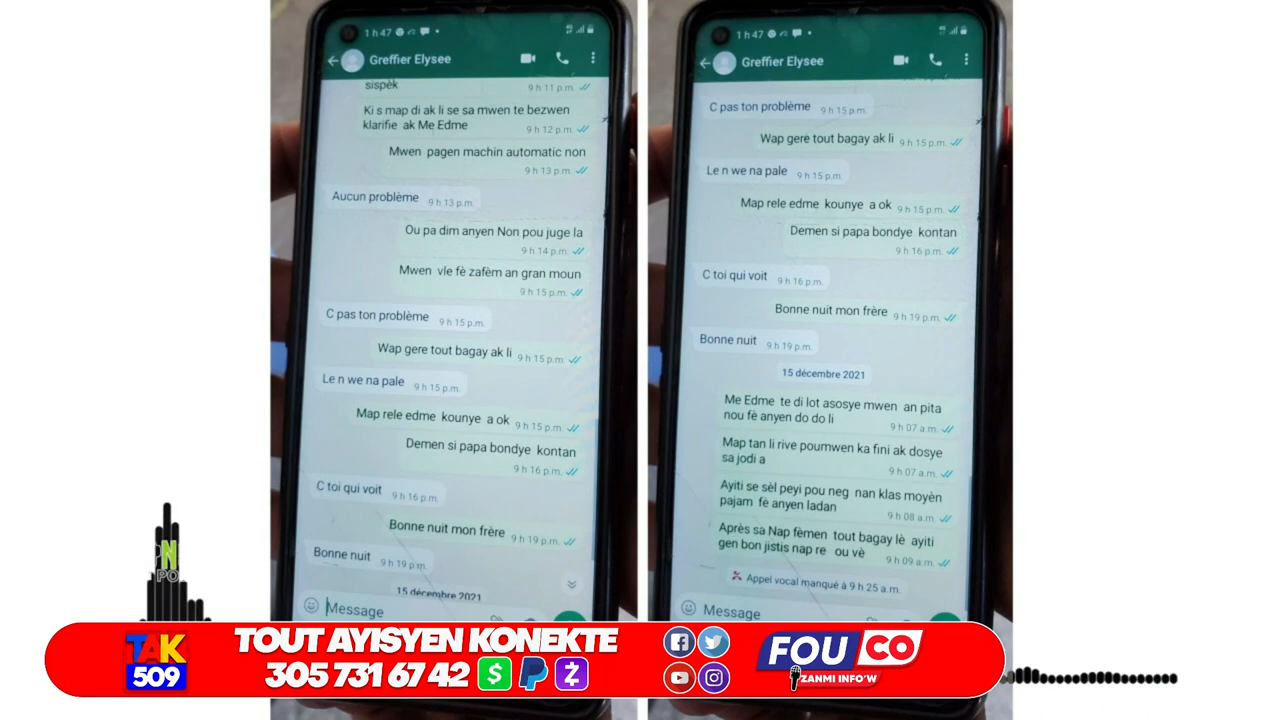 1 h 47
Greffier Elysee
sispèk
9 h 11 p.m.
Ki s map di ak li se sa mwen te bezwen
klarifie ak Me Edme
9 h 12 p.m.
Mwen pagen machin automatic non
9 h 13 p.m.
Aucun problème 9 h 13 p.m.
Ou pa dim anyen Non pou juge la
9 h 14 p.m.
Mwen vle fè zafèm an gran moun
9 h 15 p.m.
C pas ton problème 9 h 15 p.m.
Wap gere tout bagay ak li 9 h 15 p.m.
Le n we na pale 9 h 15 p.m.
Map rele edme kounye a ok 9 h 15 p.m.
Demen si papa bondye kontan
9 h 16 p.m.
C toi qui voit 9 h 16 p.m.
Bonne nuit mon frère 9 h 19 p.m.
Bonne nuit 9 h 19 p.m.
15 décembre 2021
Message
1 h 47
Greffier Elysee
C pas ton problème 9 h 15 p.m.
Wap gere tout bagay ak li 9 h 15 p.m.
Le n we na pale 9 h 15 p.m.
Map rele edme kounye a ok 9 h 15 p.m.
Demen si papa bondye kontan
9 h 16 p.m.
C toi qui voit 9 h 16 p.m.
Bonne nuit mon frère 9 h 19 p.m.
Bonne nuit 9 h 19 p.m.
15 décembre 2021
Me Edme te di lot asosye mwen an pita
nou fè anyen do do li
9 h 07 a.m.
Map tan li rive poumwen ka fini ak dosye
sa jodi a
9 h 07 a.m.
Ayiti se sèl peyi pou neg nan klas moyèn
pajam fè anyen ladan
9 h 08 a.m.
Après sa Nap fèmen tout bagay lè ayiti
gen bon jistis nap re ou vè
9 h 09 a.m.
Appel vocal manqué à 9 h 25 a.m.
Message
TAK
509
TOUT AYISYEN KONEKTE
305 731 67 42
FOU CO
ZANMI INFO'W